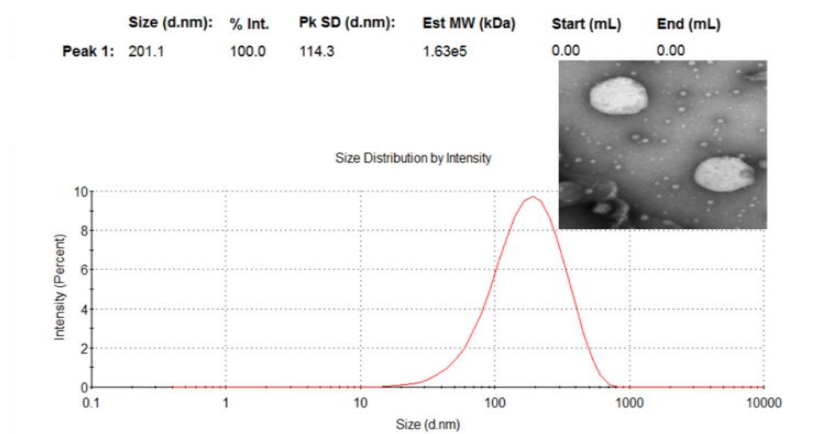 Size (d.nm): % Int. Pk SD (d.nm): Est MW (kDa) Start (mL) End (mL)
Peak 1: 201.1 100.0 114.3 1.63e5 0.00 0.00
Size Distribution by Intensity
Intensity (Percent)
10
8
6
4
2
0
0.1 1 10 100 1000 10000
Size (d.nm)